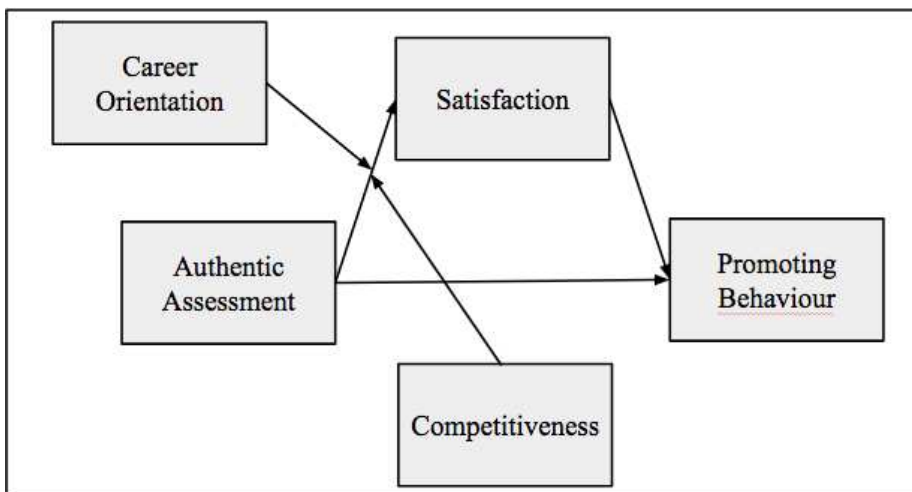 Career
Orientation
Satisfaction
Authentic
Assessment
Promoting
Behaviour
Competitiveness